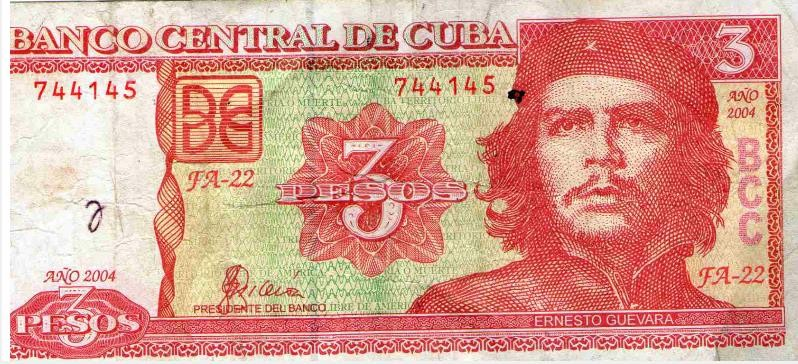 BANCO CENTRAL DE CUBA
3
744145
744145
AÑO
2004
BCC
FA-22
3
PESOS
AÑO 2004
FA-22
PRESIDENTE DEL BANCO
3
PESOS
ERNESTO GUEVARA